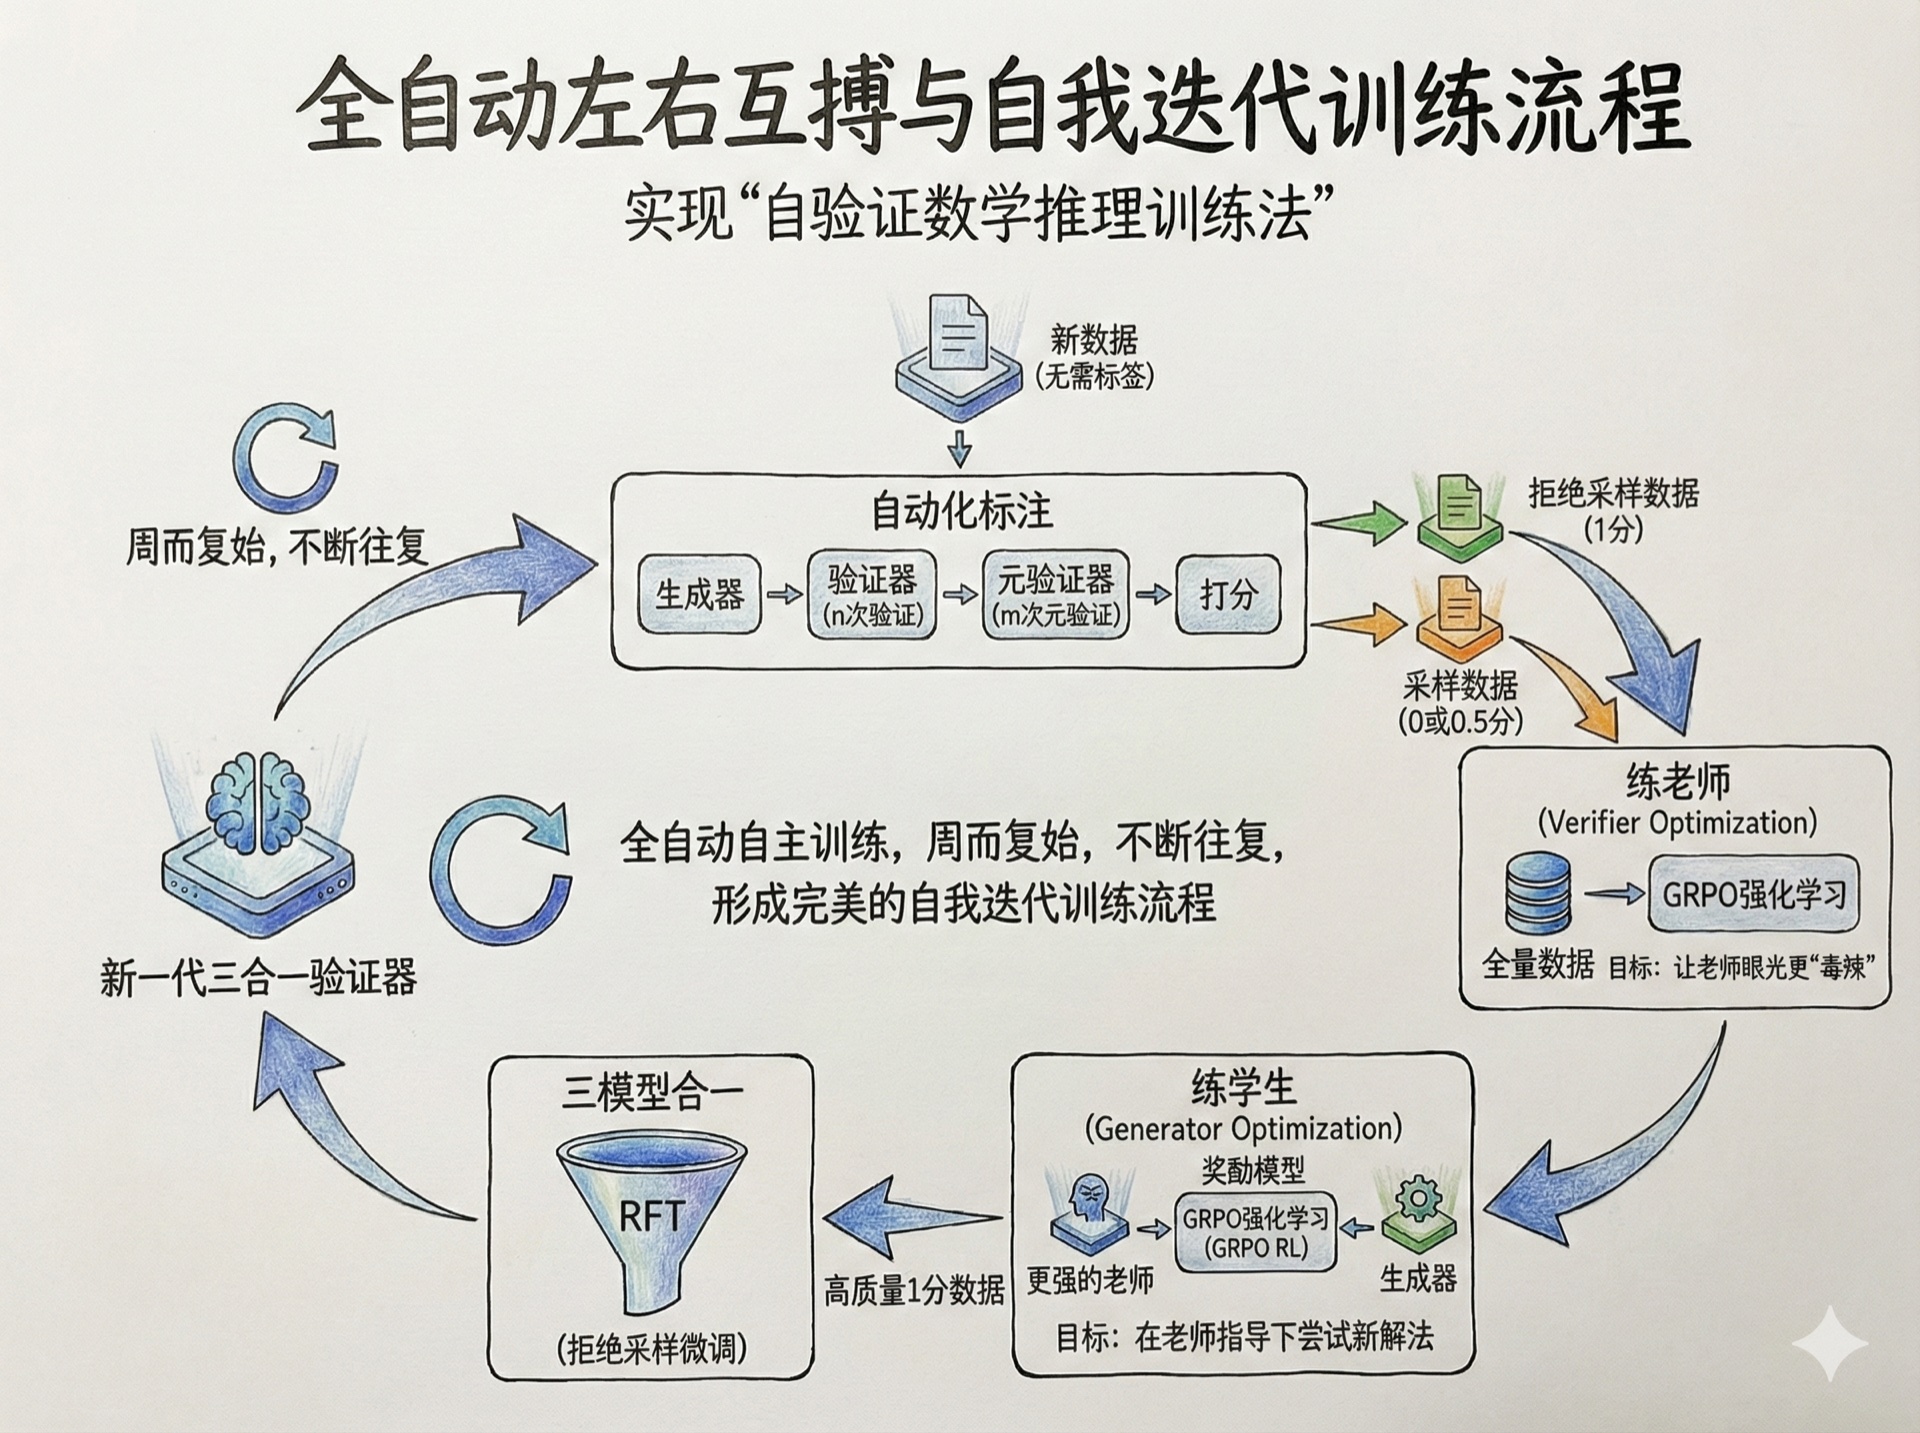 全自动左右互搏与自我迭代训练流程
实现“自验证数学推理训练法”
新数据
(无需标签)
周而复始，不断往复
自动化标注
生成器
验证器
(n次验证)
元验证器
(m次元验证)
打分
拒绝采样数据
(1分)
采样数据
(0或0.5分)
练老师
(Verifier Optimization)
GRPO强化学习
全量数据
目标：让老师眼光更“毒辣”
全自动自主训练，周而复始，不断往复，
形成完美的自我迭代训练流程
新一代三合一验证器
练学生
(Generator Optimization)
奖励模型
GRPO强化学习
(GRPO RL)
更强的老师
生成器
目标：在老师指导下尝试新解法
高质量1分数据
三模型合一
RFT
(拒绝采样微调)